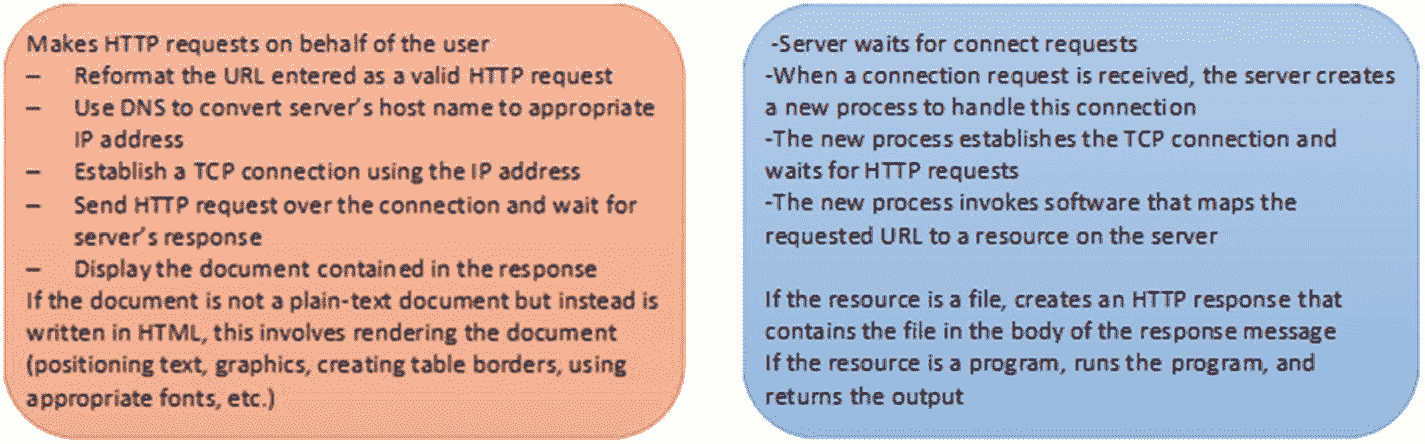 Makes HTTP requests on behalf of the user
– Reformat the URL entered as a valid HTTP request
– Use DNS to convert server's host name to appropriate
IP address
– Establish a TCP connection using the IP address
– Send HTTP request over the connection and wait for
server's response
– Display the document contained in the response
If the document is not a plain-text document but instead is
written in HTML, this involves rendering the document
(positioning text, graphics, creating table borders, using
appropriate fonts, etc.)
-Server waits for connect requests
-When a connection request is received, the server creates
a new process to handle this connection
-The new process establishes the TCP connection and
waits for HTTP requests
-The new process invokes software that maps the
requested URL to a resource on the server
If the resource is a file, creates an HTTP response that
contains the file in the body of the response message
If the resource is a program, runs the program, and
returns the output